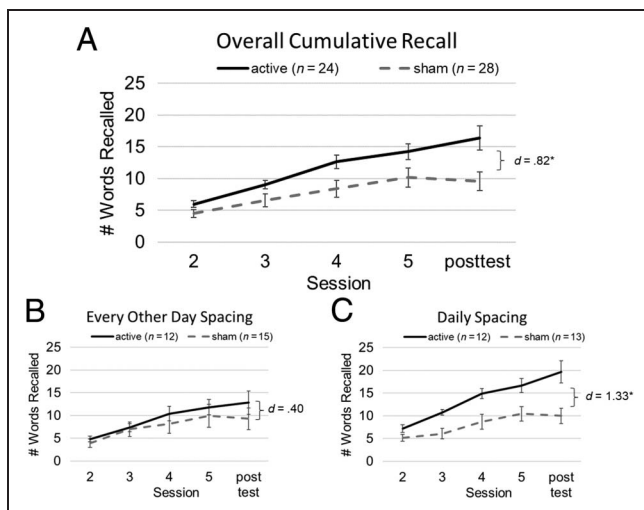 A
Overall Cumulative Recall
active (n = 24) sham (n = 28)
# Words Recalled
25
20
15
10
5
0
d = .82*
2 3 4 5 posttest
Session
B
Every Other Day Spacing
active (n = 12) sham (n = 15)
# Words Recalled
25
20
15
10
5
0
d = .40
2 3 4 5 post
test
Session
C
Daily Spacing
active (n = 12) sham (n = 13)
# Words Recalled
25
20
15
10
5
0
d = 1.33*
2 3 4 5 post
test
Session